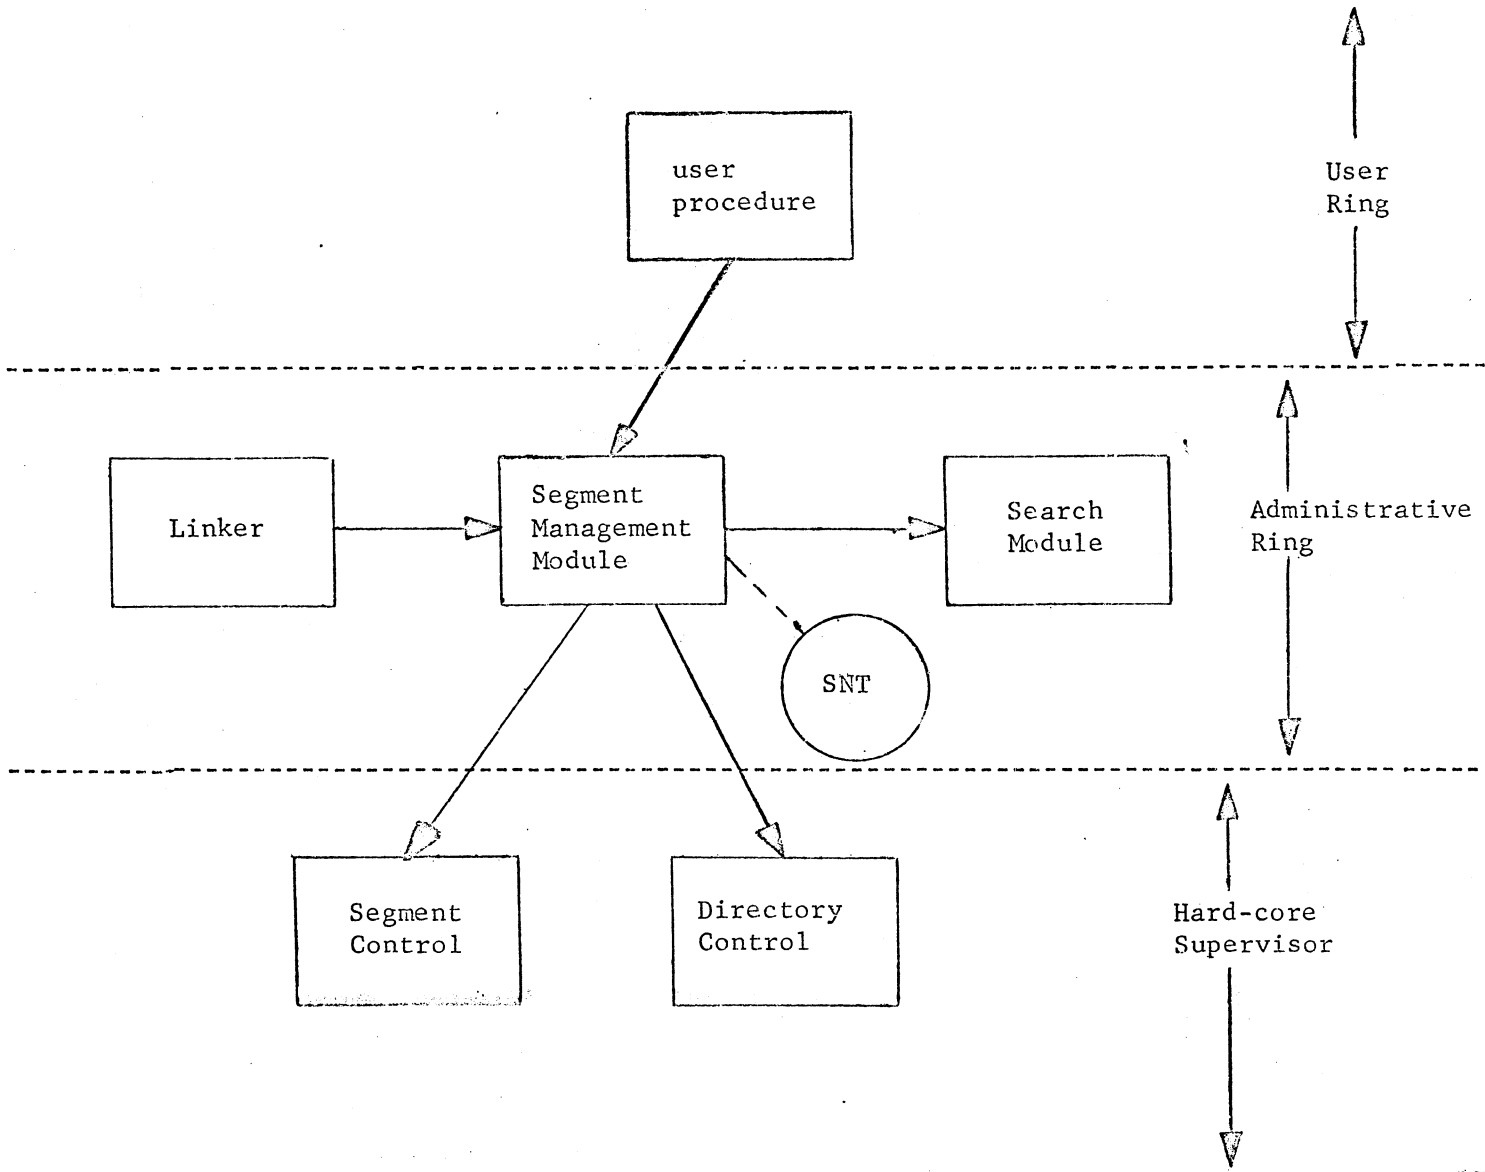 user
procedure
User
Ring
Linker
Segment
Management
Module
Search
Module
Administrative
Ring
SNT
Segment
Control
Directory
Control
Hard-core
Supervisor